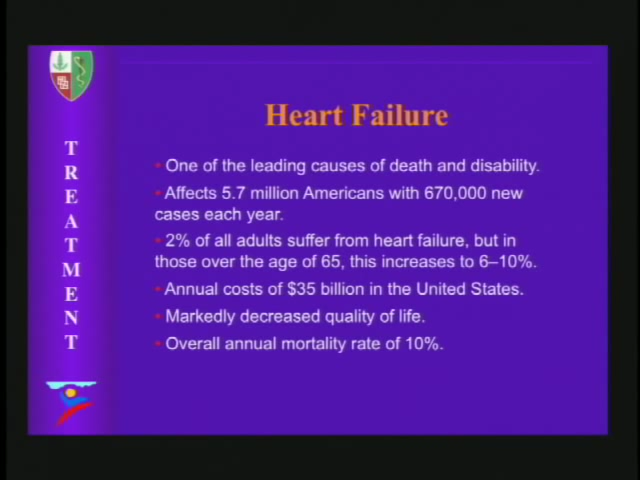 Heart Failure
T
R
E
A
T
M
E
N
T
• One of the leading causes of death and disability.
• Affects 5.7 million Americans with 670,000 new
cases each year.
• 2% of all adults suffer from heart failure, but in
those over the age of 65, this increases to 6–10%.
• Annual costs of $35 billion in the United States.
• Markedly decreased quality of life.
• Overall annual mortality rate of 10%.